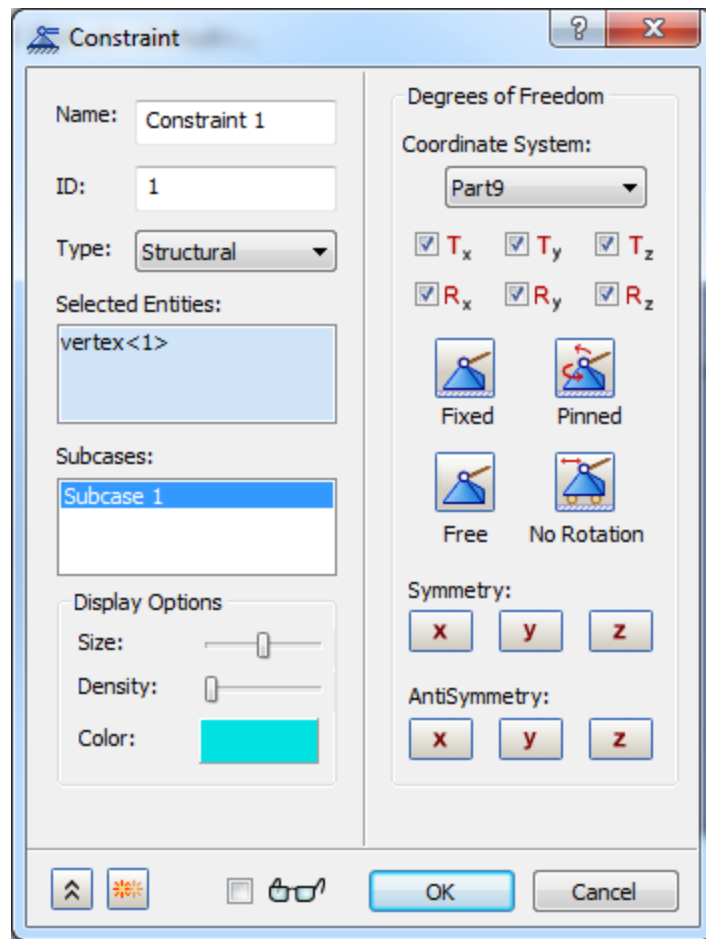 Constraint
Name: Constraint 1
ID: 1
Type: Structural
Selected Entities:
vertex<1>
Subcases:
Subcase 1
Display Options
Size:
Density:
Color:
Degrees of Freedom
Coordinate System:
Part9
Tx Ty Tz
Rx Ry Rz
Fixed Pinned
Free No Rotation
Symmetry:
x y z
AntiSymmetry:
x y z
OK Cancel